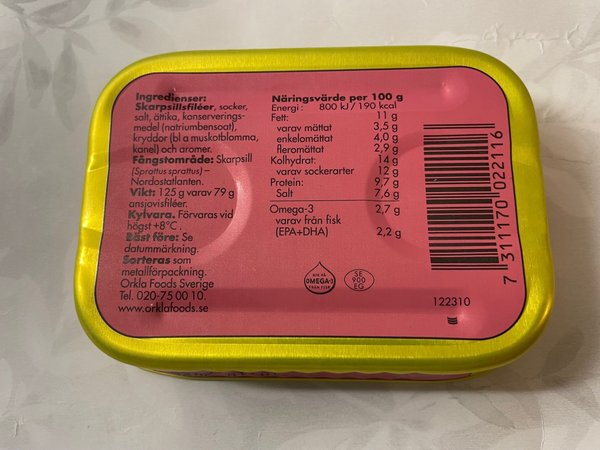 Ingredienser:
Skarpsillsfiléer, socker,
salt, ättika, konserverings-
medel (natriumbensoat),
kryddor (bl a muskotblomma,
kanel) och aromer.
Fångstområde: Skarpsill
(Sprattus sprattus) –
Nordostatlanten.
Vikt: 125 g varav 79 g
ansjovisfiléer.
Kylvara. Förvaras vid
högst +8°C.
Bäst före: Se
datummärkning.
Sorteras som
metallförpackning.
Orkla Foods Sverige
Tel. 020-75 00 10.
www.orklafoods.se
Näringsvärde per 100 g
Energi: 800 kJ / 190 kcal
Fett: 11 g
varav mättat 3,5 g
enkelomättat 4,0 g
fleromättat 2,9 g
Kolhydrat: 14 g
varav sockerarter 12 g
Protein: 9,7 g
Salt 7,6 g
Omega-3 2,7 g
varav från fisk
(EPA+DHA) 2,2 g
RIK PÅ
OMEGA-3
FRÅN FISK
SE
900
EG
7 311170 022116
122310